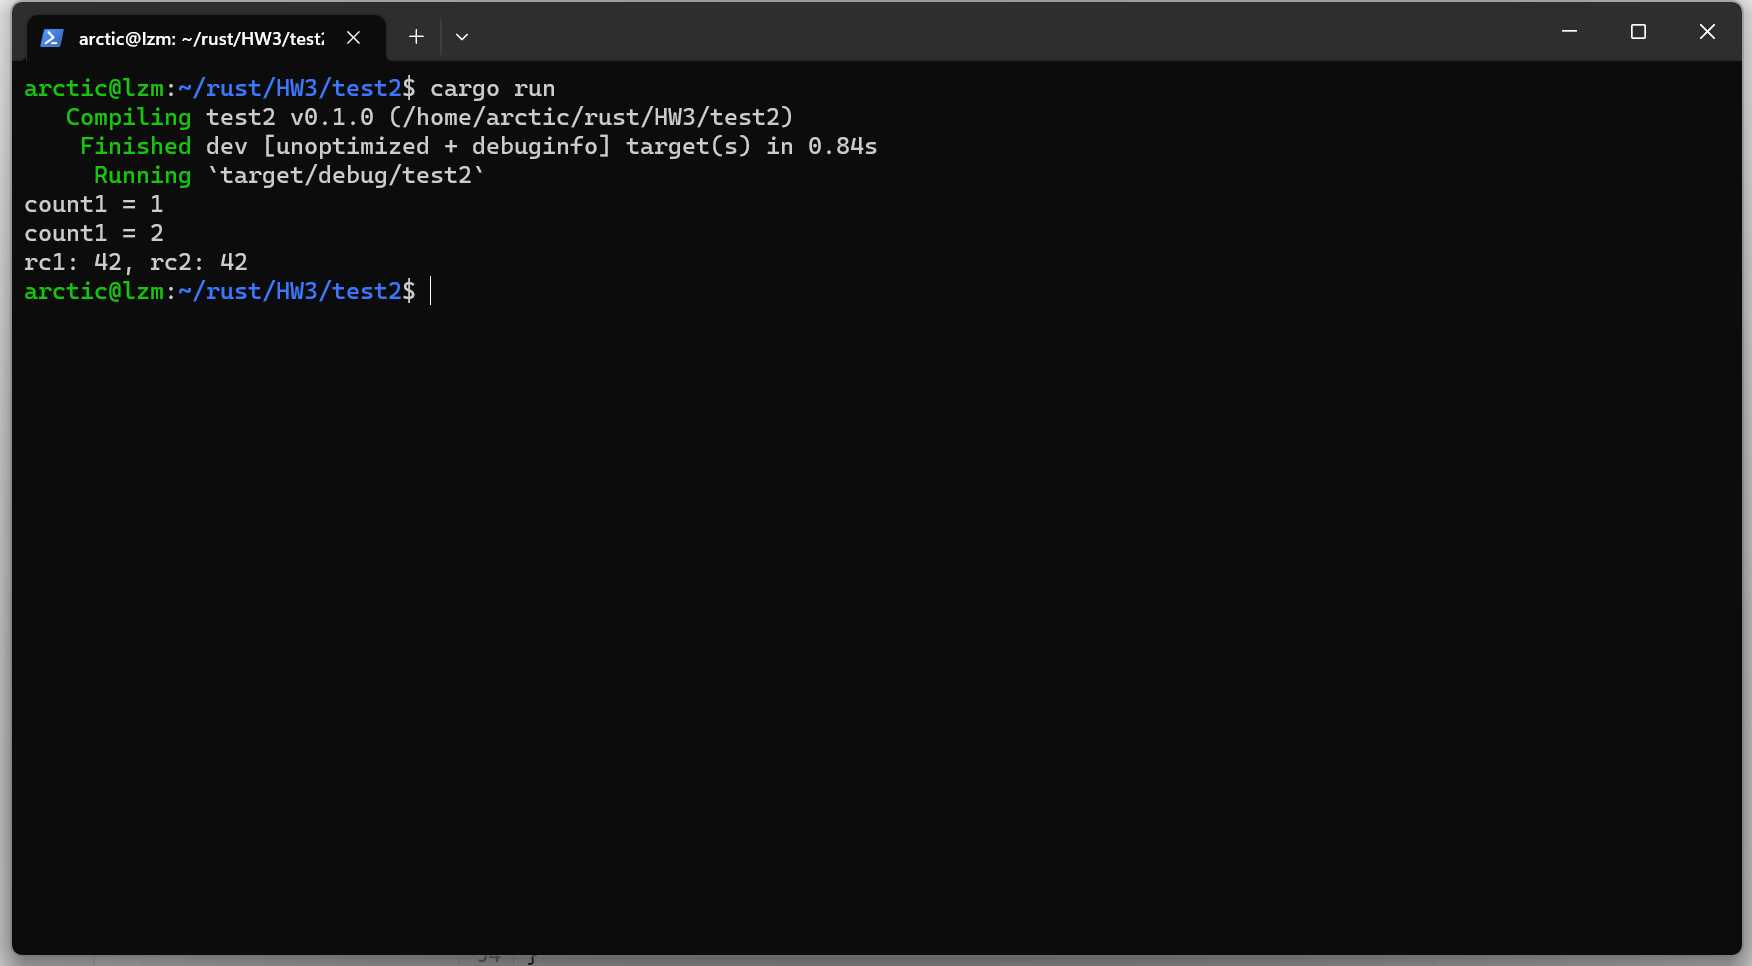 arctic@lzm: ~/rust/HW3/test2
arctic@lzm:~/rust/HW3/test2$ cargo run
   Compiling test2 v0.1.0 (/home/arctic/rust/HW3/test2)
    Finished dev [unoptimized + debuginfo] target(s) in 0.84s
     Running `target/debug/test2`
count1 = 1
count1 = 2
rc1: 42, rc2: 42
arctic@lzm:~/rust/HW3/test2$
}